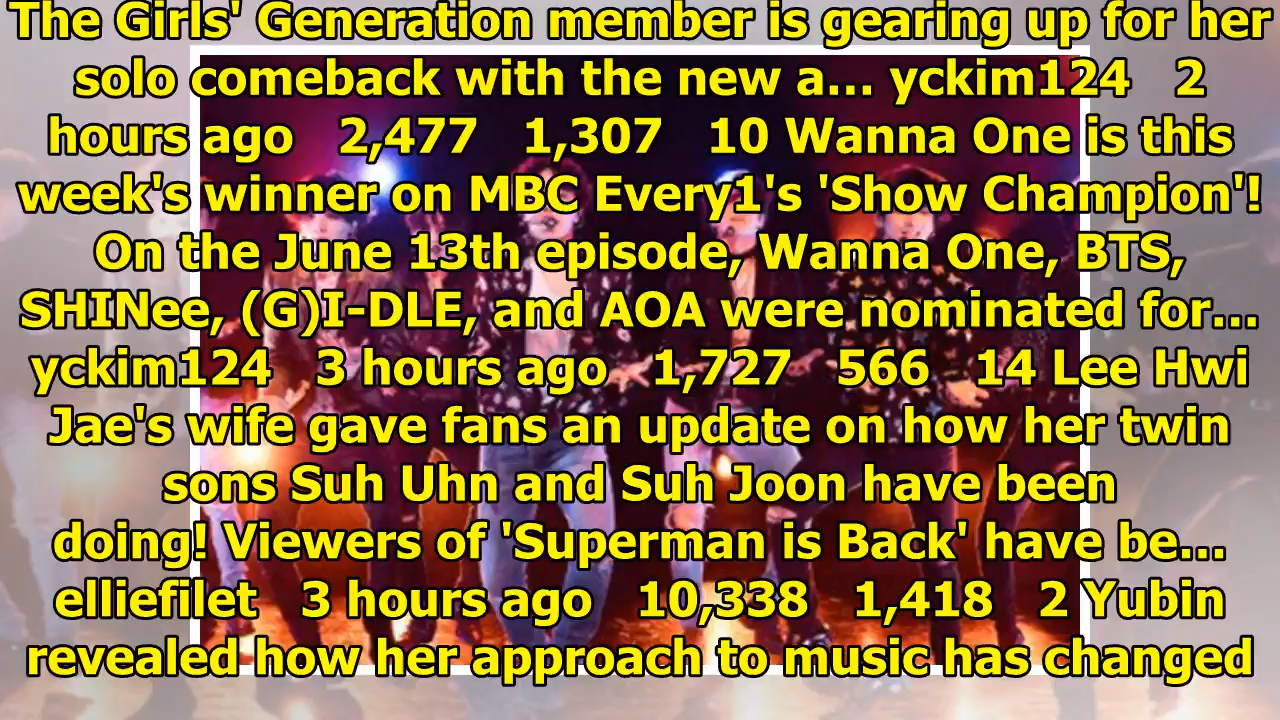 The Girls' Generation member is gearing up for her
solo comeback with the new a... yckim124 2
hours ago 2,477 1,307 10 Wanna One is this
week's winner on MBC Every1's 'Show Champion'!
On the June 13th episode, Wanna One, BTS,
SHINee, (G)I-DLE, and AOA were nominated for...
yckim124 3 hours ago 1,727 566 14 Lee Hwi
Jae's wife gave fans an update on how her twin
sons Suh Uhn and Suh Joon have been
doing! Viewers of 'Superman is Back' have be...
elliefilet 3 hours ago 10,338 1,418 2 Yubin
revealed how her approach to music has changed